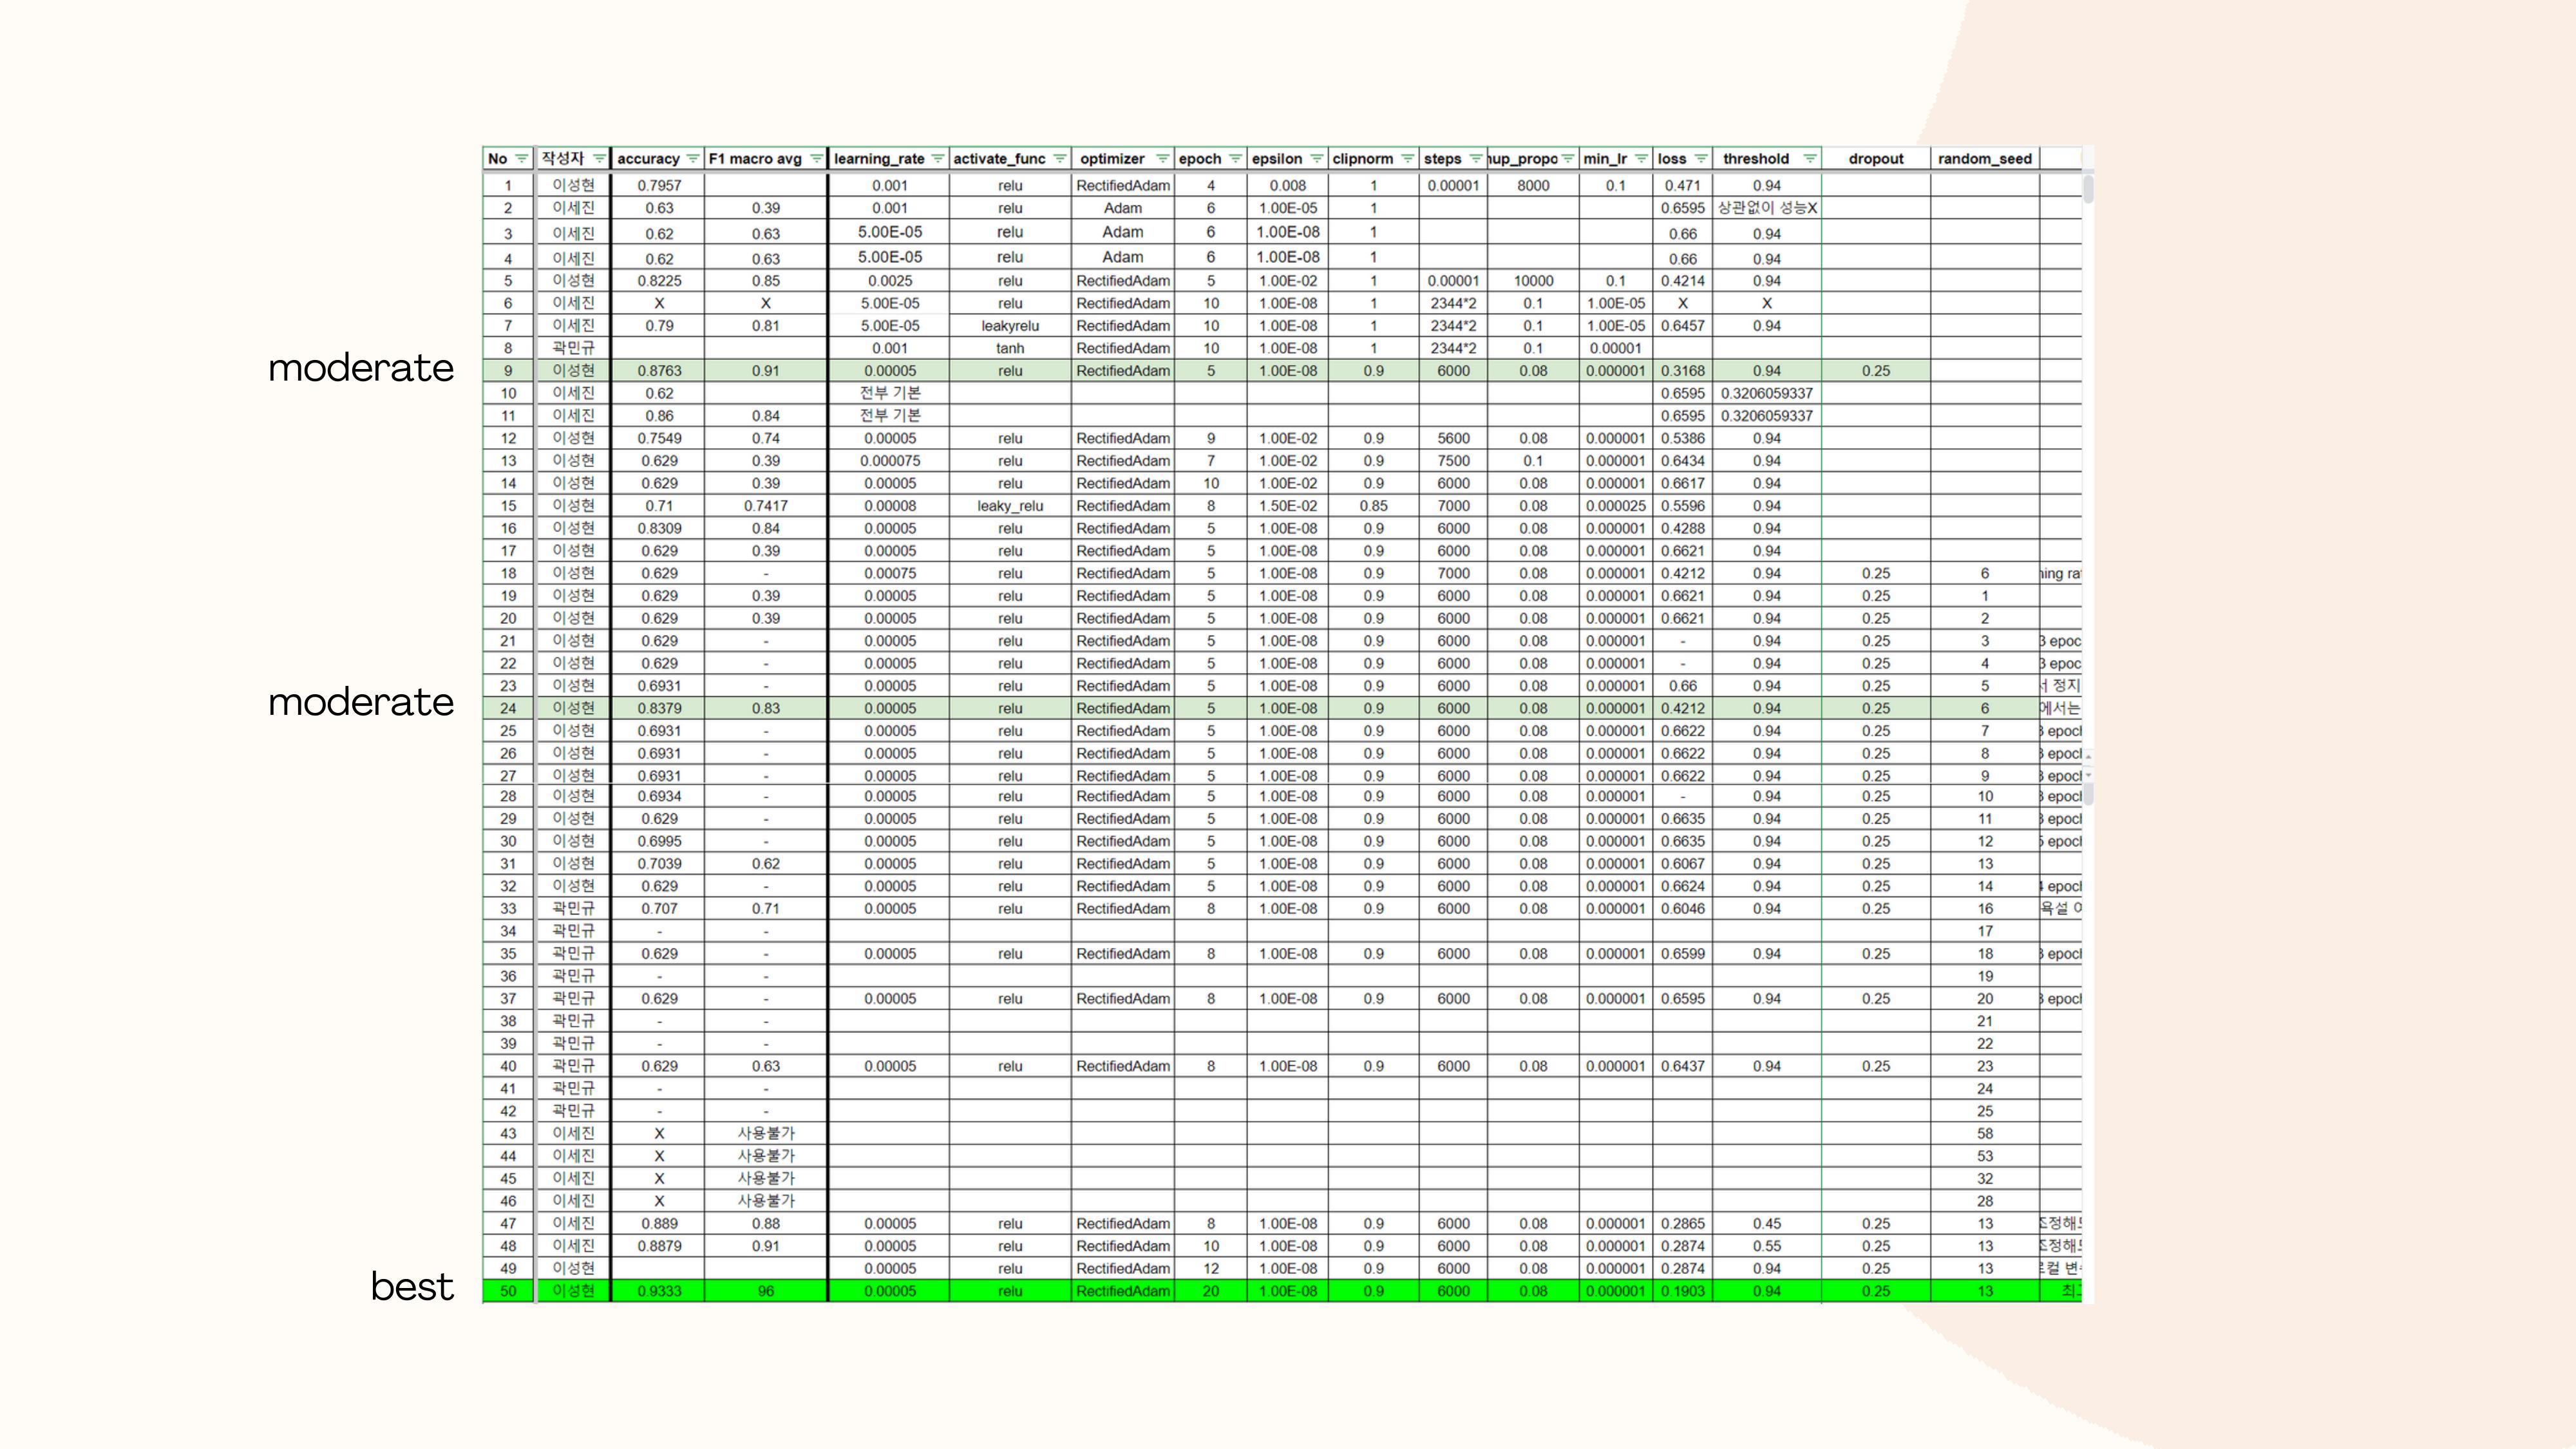 No 작성자 accuracy F1 macro avg learning_rate activate_func optimizer epoch epsilon clipnorm steps min_lr loss threshold dropout random_seed
1 이성현 0.7957 0.001 relu RectifiedAdam 4 0.008 1 0.00001 8000 0.1 0.471 0.94
2 이세진 0.63 0.39 0.001 relu Adam 6 1.00E-05 1 0.6595 상관없이 성능X
3 이세진 0.62 0.63 5.00E-05 relu Adam 6 1.00E-08 1 0.66 0.94
4 이세진 0.62 0.63 5.00E-05 relu Adam 6 1.00E-08 1 0.66 0.94
5 이성현 0.8225 0.85 0.0025 relu RectifiedAdam 5 1.00E-02 1 0.00001 10000 0.1 0.4214 0.94
6 이세진 X X 5.00E-05 relu RectifiedAdam 10 1.00E-08 1 2344*2 0.1 1.00E-05 X X
7 이세진 0.79 0.81 5.00E-05 leakyrelu RectifiedAdam 10 1.00E-08 1 2344*2 0.1 1.00E-05 0.6457 0.94
8 곽민규 0.001 tanh RectifiedAdam 10 1.00E-08 1 2344*2 0.1 0.00001
moderate
9 이성현 0.8763 0.91 0.00005 relu RectifiedAdam 5 1.00E-08 0.9 6000 0.08 0.000001 0.3168 0.94 0.25
10 이세진 0.62 전부 기본 0.6595 0.3206059337
11 이세진 0.86 0.84 전부 기본 0.6595 0.3206059337
12 이성현 0.7549 0.74 0.00005 relu RectifiedAdam 9 1.00E-02 0.9 5600 0.08 0.000001 0.5386 0.94
13 이성현 0.629 0.39 0.000075 relu RectifiedAdam 7 1.00E-02 0.9 7500 0.1 0.000001 0.6434 0.94
14 이성현 0.629 0.39 0.00005 relu RectifiedAdam 10 1.00E-02 0.9 6000 0.08 0.000001 0.6617 0.94
15 이성현 0.71 0.7417 0.00008 leaky_relu RectifiedAdam 8 1.50E-02 0.85 7000 0.08 0.000025 0.5596 0.94
16 이성현 0.8309 0.84 0.00005 relu RectifiedAdam 5 1.00E-08 0.9 6000 0.08 0.000001 0.4288 0.94
17 이성현 0.629 0.39 0.00005 relu RectifiedAdam 5 1.00E-08 0.9 6000 0.08 0.000001 0.6621 0.94
18 이성현 0.629 - 0.00075 relu RectifiedAdam 5 1.00E-08 0.9 7000 0.08 0.000001 0.4212 0.94 0.25 6
19 이성현 0.629 0.39 0.00005 relu RectifiedAdam 5 1.00E-08 0.9 6000 0.08 0.000001 0.6621 0.94 0.25 1
20 이성현 0.629 0.39 0.00005 relu RectifiedAdam 5 1.00E-08 0.9 6000 0.08 0.000001 0.6621 0.94 0.25 2
21 이성현 0.629 - 0.00005 relu RectifiedAdam 5 1.00E-08 0.9 6000 0.08 0.000001 - 0.94 0.25 3
22 이성현 0.629 - 0.00005 relu RectifiedAdam 5 1.00E-08 0.9 6000 0.08 0.000001 - 0.94 0.25 4
23 이성현 0.6931 - 0.00005 relu RectifiedAdam 5 1.00E-08 0.9 6000 0.08 0.000001 0.66 0.94 0.25 5 정지
moderate
24 이성현 0.8379 0.83 0.00005 relu RectifiedAdam 5 1.00E-08 0.9 6000 0.08 0.000001 0.4212 0.94 0.25 6 에서는
25 이성현 0.6931 - 0.00005 relu RectifiedAdam 5 1.00E-08 0.9 6000 0.08 0.000001 0.6622 0.94 0.25 7
26 이성현 0.6931 - 0.00005 relu RectifiedAdam 5 1.00E-08 0.9 6000 0.08 0.000001 0.6622 0.94 0.25 8
27 이성현 0.6931 - 0.00005 relu RectifiedAdam 5 1.00E-08 0.9 6000 0.08 0.000001 0.6622 0.94 0.25 9
28 이성현 0.6934 - 0.00005 relu RectifiedAdam 5 1.00E-08 0.9 6000 0.08 0.000001 - 0.94 0.25 10
29 이성현 0.629 - 0.00005 relu RectifiedAdam 5 1.00E-08 0.9 6000 0.08 0.000001 0.6635 0.94 0.25 11
30 이성현 0.6995 - 0.00005 relu RectifiedAdam 5 1.00E-08 0.9 6000 0.08 0.000001 0.6635 0.94 0.25 12
31 이성현 0.7039 0.62 0.00005 relu RectifiedAdam 5 1.00E-08 0.9 6000 0.08 0.000001 0.6067 0.94 0.25 13
32 이성현 0.629 - 0.00005 relu RectifiedAdam 5 1.00E-08 0.9 6000 0.08 0.000001 0.6624 0.94 0.25 14
33 곽민규 0.707 0.71 0.00005 relu RectifiedAdam 8 1.00E-08 0.9 6000 0.08 0.000001 0.6046 0.94 0.25 16 욕설
34 곽민규 - - 17
35 곽민규 0.629 - 0.00005 relu RectifiedAdam 8 1.00E-08 0.9 6000 0.08 0.000001 0.6599 0.94 0.25 18
36 곽민규 - - 19
37 곽민규 0.629 - 0.00005 relu RectifiedAdam 8 1.00E-08 0.9 6000 0.08 0.000001 0.6595 0.94 0.25 20
38 곽민규 - - 21
39 곽민규 - - 22
40 곽민규 0.629 0.63 0.00005 relu RectifiedAdam 8 1.00E-08 0.9 6000 0.08 0.000001 0.6437 0.94 0.25 23
41 곽민규 - - 24
42 곽민규 - - 25
43 이세진 X 사용불가 58
44 이세진 X 사용불가 53
45 이세진 X 사용불가 32
46 이세진 X 사용불가 28
47 이세진 0.889 0.88 0.00005 relu RectifiedAdam 8 1.00E-08 0.9 6000 0.08 0.000001 0.2865 0.45 0.25 13
48 이세진 0.8879 0.91 0.00005 relu RectifiedAdam 10 1.00E-08 0.9 6000 0.08 0.000001 0.2874 0.55 0.25 13
49 이성현 0.00005 relu RectifiedAdam 12 1.00E-08 0.9 6000 0.08 0.000001 0.2874 0.94 0.25 13
best
50 이성현 0.9333 96 0.00005 relu RectifiedAdam 20 1.00E-08 0.9 6000 0.08 0.000001 0.1903 0.94 0.25 13